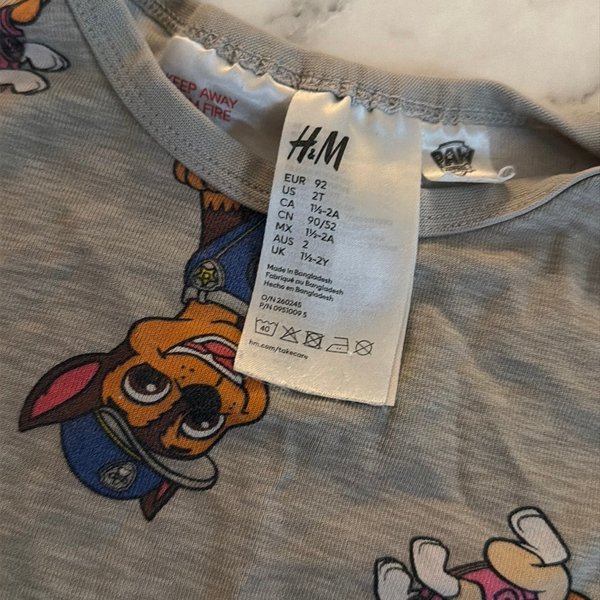 KEEP AWAY
FIRE
H&M
EUR 92
US 2T
CA 1½-2A
CN 90/52
MX 1½-2A
AUS 2
UK 1½-2Y
Made in Bangladesh
Fabriqué au Bangladesh
Hecho en Bangladesh
O/N 260245
P/N 0951009 5
40
hm.com/takecare
PAW